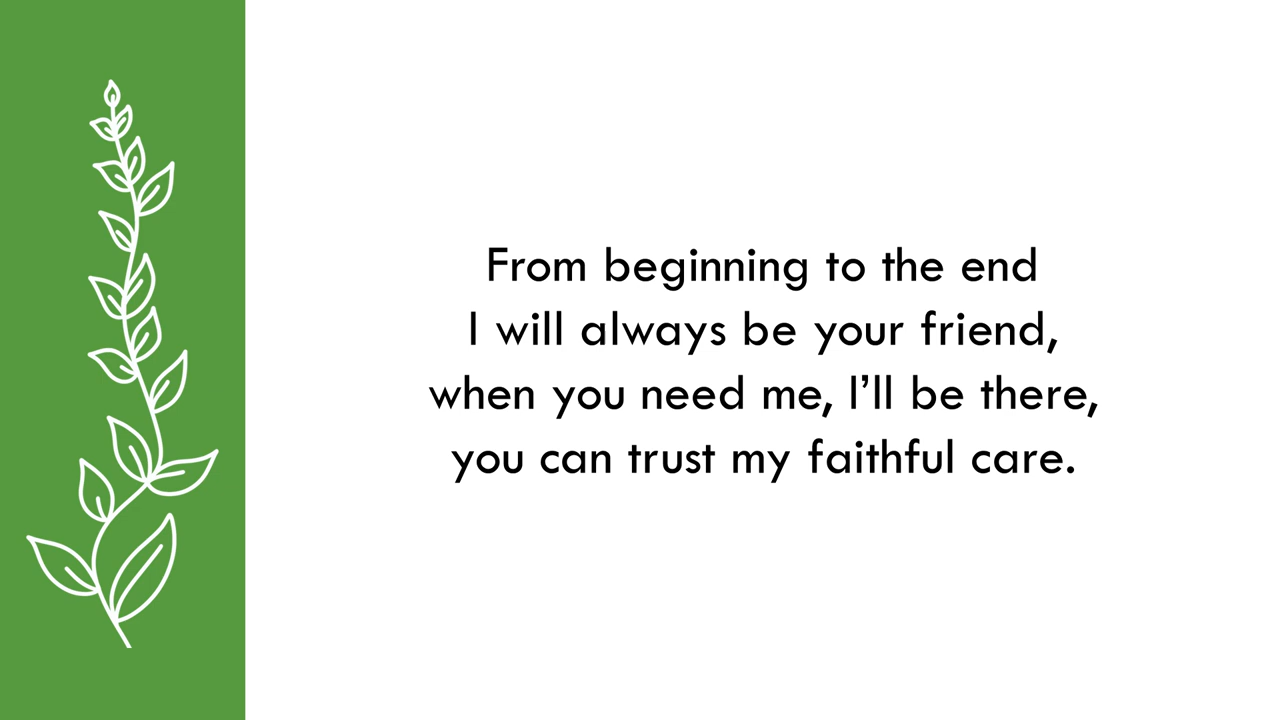 From beginning to the end
I will always be your friend,
when you need me, I’ll be there,
you can trust my faithful care.